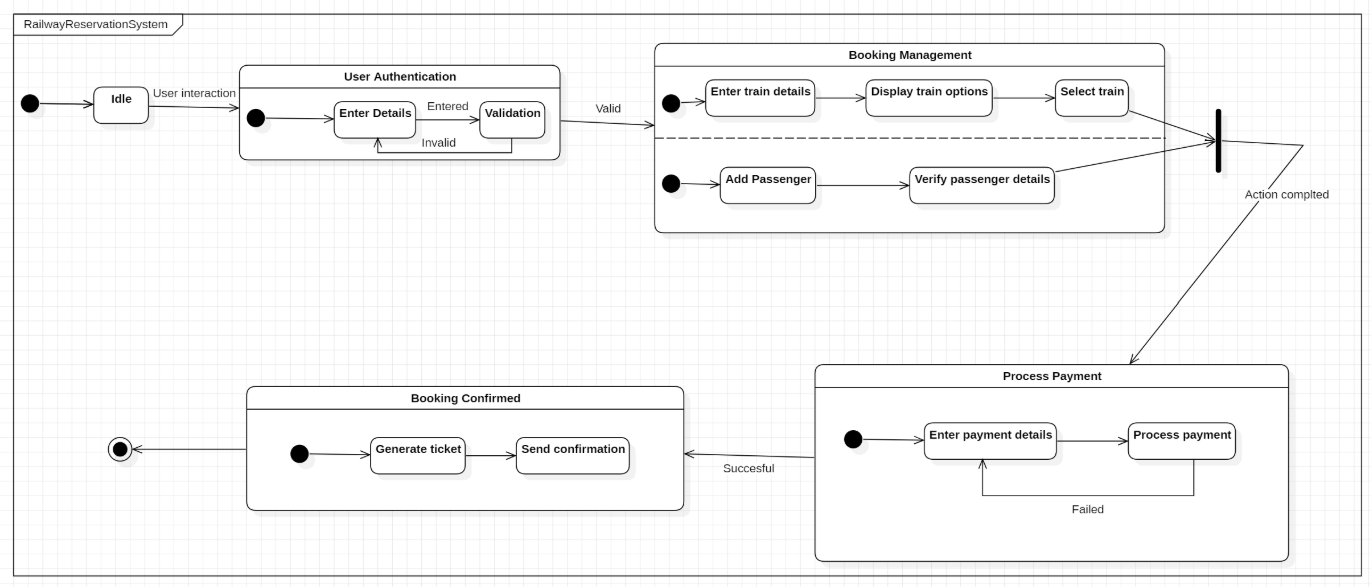 RailwayReservationSystem
Idle
User interaction
User Authentication
Enter Details
Entered
Validation
Invalid
Valid
Booking Management
Enter train details
Display train options
Select train
Add Passenger
Verify passenger details
Action complted
Process Payment
Enter payment details
Process payment
Failed
Succesful
Booking Confirmed
Generate ticket
Send confirmation